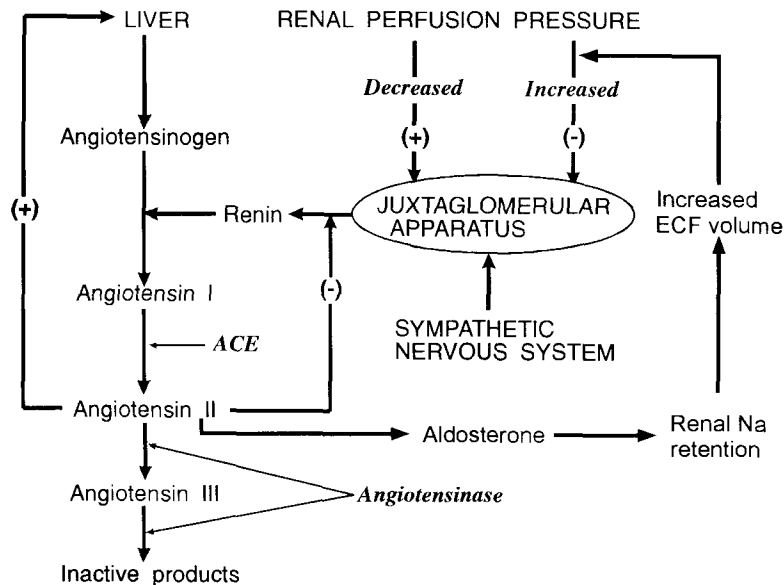 LIVER
RENAL PERFUSION PRESSURE
Decreased
Increased
Angiotensinogen
(+)
(-)
(+)
Renin
JUXTAGLOMERULAR
APPARATUS
Increased
ECF volume
Angiotensin I
(-)
ACE
SYMPATHETIC
NERVOUS SYSTEM
Angiotensin II
Aldosterone
Renal Na
retention
Angiotensin III
Angiotensinase
Inactive products